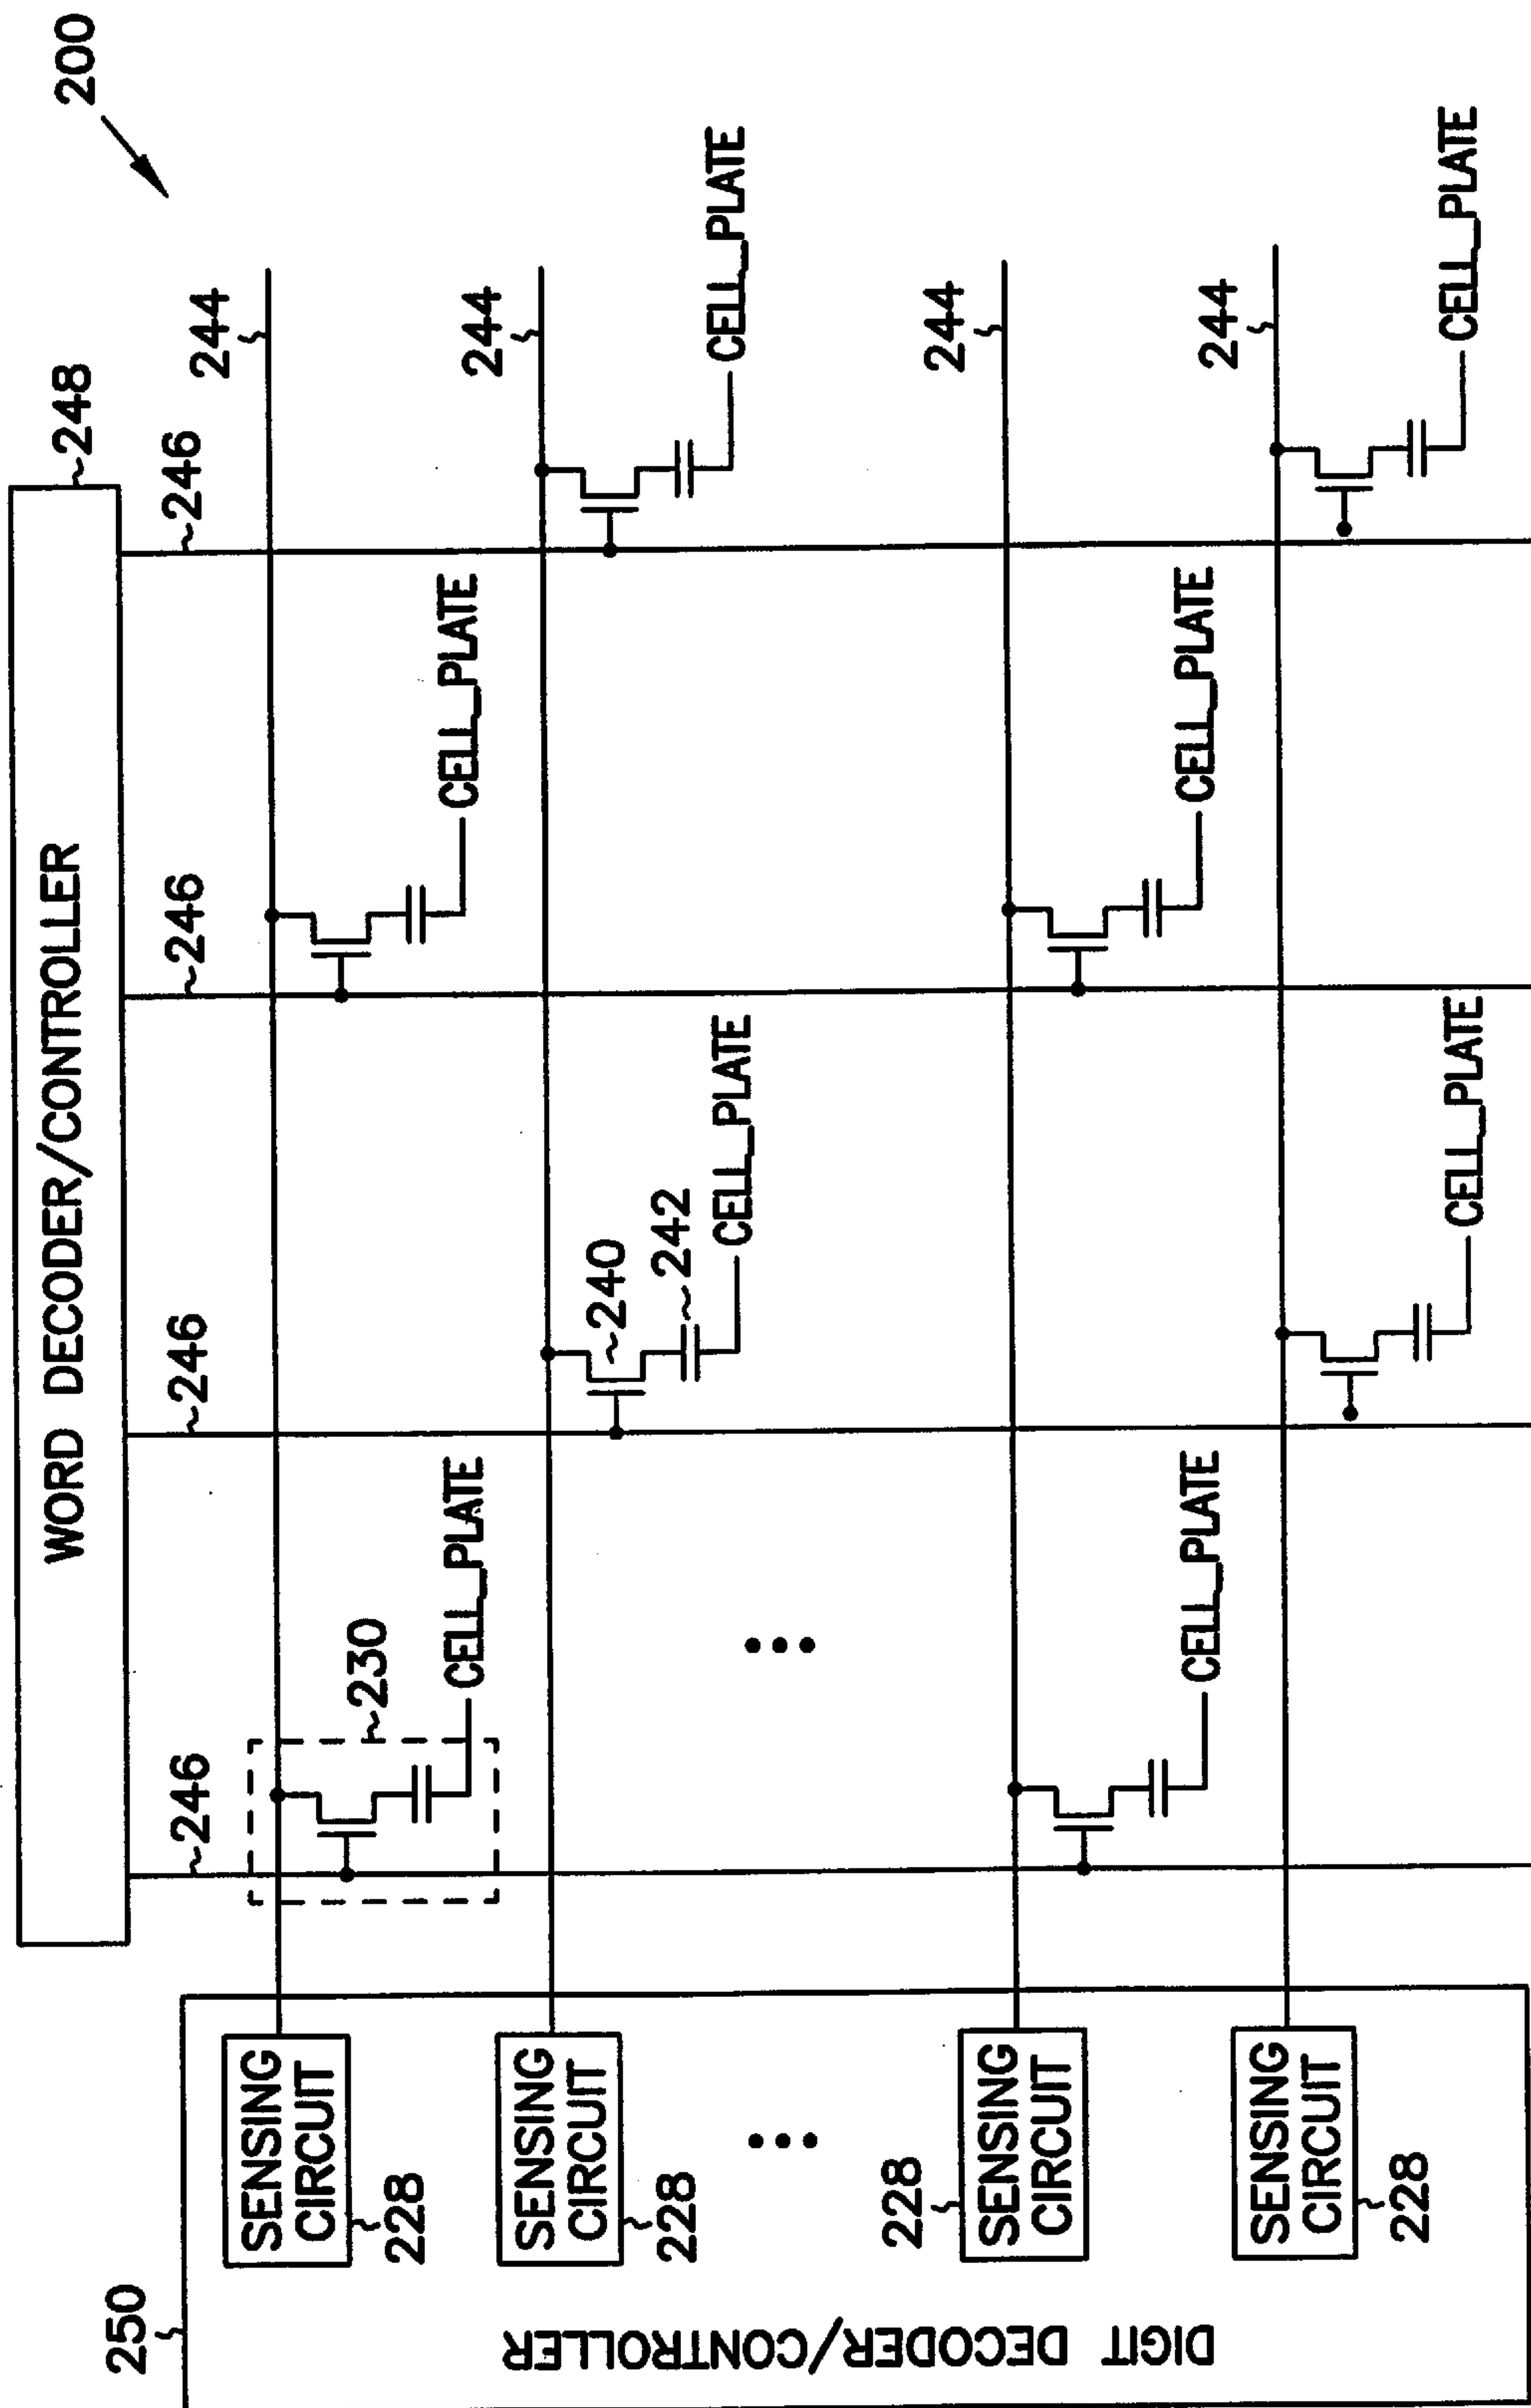 200
WORD DECODER/CONTROLLER
248
246
246
246
246
244
230
CELL_PLATE
CELL_PLATE
244
240
242
CELL_PLATE
CELL_PLATE
244
CELL_PLATE
CELL_PLATE
244
CELL_PLATE
CELL_PLATE
250
DIGIT DECODER/CONTROLLER
SENSING
CIRCUIT
228
SENSING
CIRCUIT
228
228
SENSING
CIRCUIT
SENSING
CIRCUIT
228